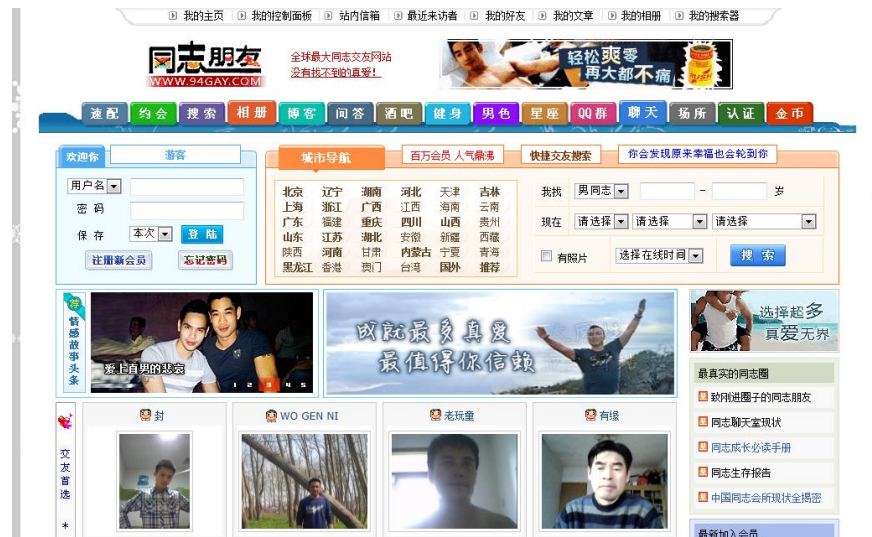 我的主页 我的控制面板 站内信箱 最近来访者 我的好友 我的文章 我的相册 我的搜索器
同志朋友
WWW.94GAY.COM
全球最大同志交友网站
没有找不到的真爱!
轻松爽零
再大都不痛
RUSH
速配 约会 搜索 相册 博客 问答 酒吧 健身 男色 星座 QQ群 聊天 场所 认证 金币
欢迎你 游客
城市导航 百万会员 人气鼎沸
快捷交友搜索 你会发现原来幸福也会轮到你
用户名
密 码
保 存 本次 登 陆
注册新会员 忘记密码
北京 辽宁 湖南 河北 天津 吉林
上海 浙江 广西 江西 海南 云南
广东 福建 重庆 四川 山西 贵州
山东 江苏 湖北 安徽 新疆 西藏
陕西 河南 甘肃 内蒙古 宁夏 青海
黑龙江 香港 澳门 台湾 国外 推荐
我找 男同志 - 岁
现在 请选择 请选择 请选择
有照片 选择在线时间 搜 索
荐
情感故事头条
爱上直男的悲哀
1 2 3 4 5
成就最多真爱
最值得你信赖
选择超多
真爱无界
最真实的同志圈
致刚进圈子的同志朋友
同志聊天室现状
同志成长必读手册
同志生存报告
中国同志会所现状全揭密
最新加入会员
交友首选 *
封
WO GEN NI
老玩童
有缘